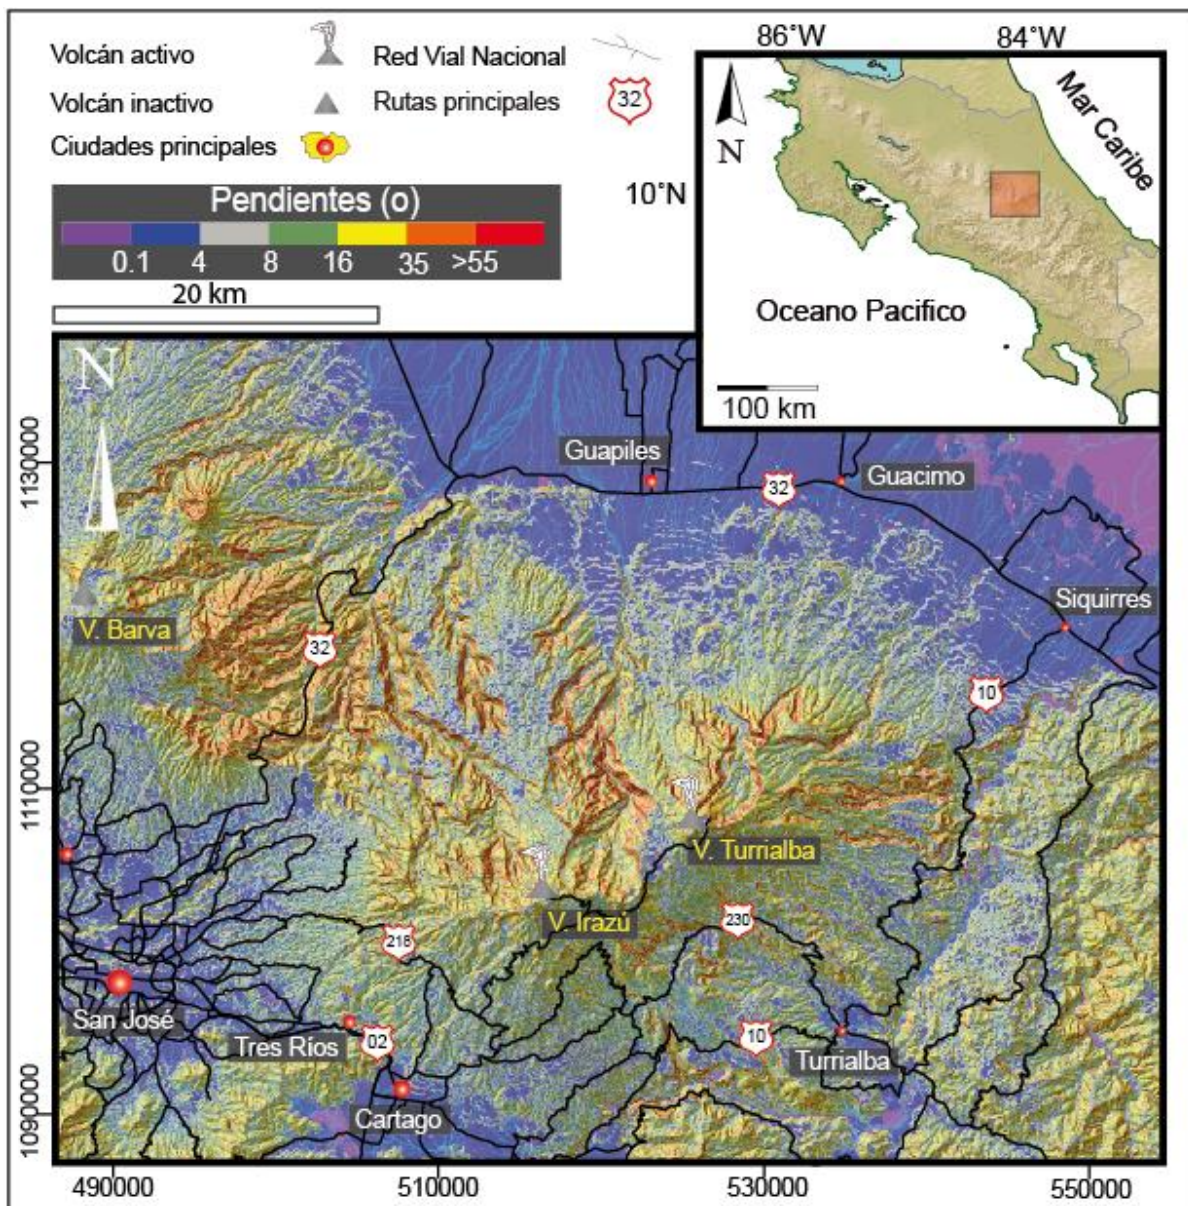 Volcán activo
Red Vial Nacional
Volcán inactivo
Rutas principales
32
Ciudades principales
Pendientes (o)
0.1 4 8 16 35 >55
20 km
86°W 84°W
10°N
N
Mar Caribe
Oceano Pacifico
100 km
N
1130000
1110000
1090000
Guapiles
32
Guacimo
Siquirres
V. Barva
32
10
V. Turrialba
V. Irazú
218
230
San José
Tres Ríos
02
10
Turrialba
Cartago
490000 510000 530000 550000